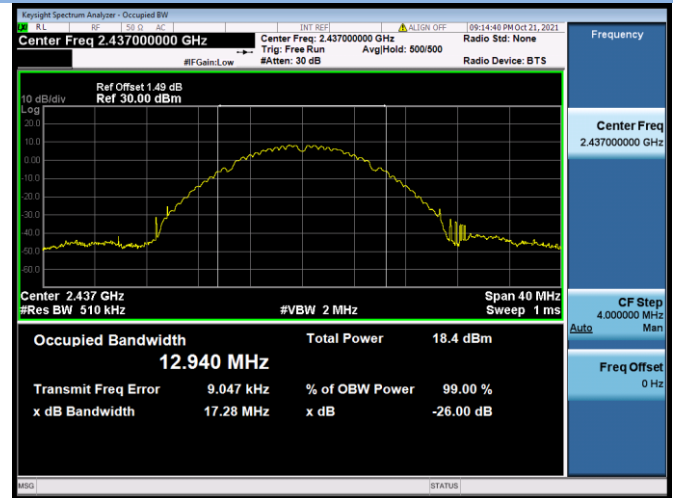 Keysight Spectrum Analyzer - Occupied BW
RL RF 50 Ω AC INT REF ALIGN OFF 09:14:40 PM Oct 21, 2021
Center Freq 2.437000000 GHz
Center Freq: 2.437000000 GHz Radio Std: None
Trig: Free Run Avg|Hold: 500/500
#IFGain:Low #Atten: 30 dB Radio Device: BTS
Frequency
Ref Offset 1.49 dB
10 dB/div Ref 30.00 dBm
Log
20.0
10.0
0.00
-10.0
-20.0
-30.0
-40.0
-50.0
-60.0
Center 2.437 GHz Span 40 MHz
#Res BW 510 kHz #VBW 2 MHz Sweep 1 ms
Occupied Bandwidth Total Power 18.4 dBm
12.940 MHz
Transmit Freq Error 9.047 kHz % of OBW Power 99.00 %
x dB Bandwidth 17.28 MHz x dB -26.00 dB
Center Freq
2.437000000 GHz
CF Step
4.000000 MHz
Auto Man
Freq Offset
0 Hz
MSG STATUS